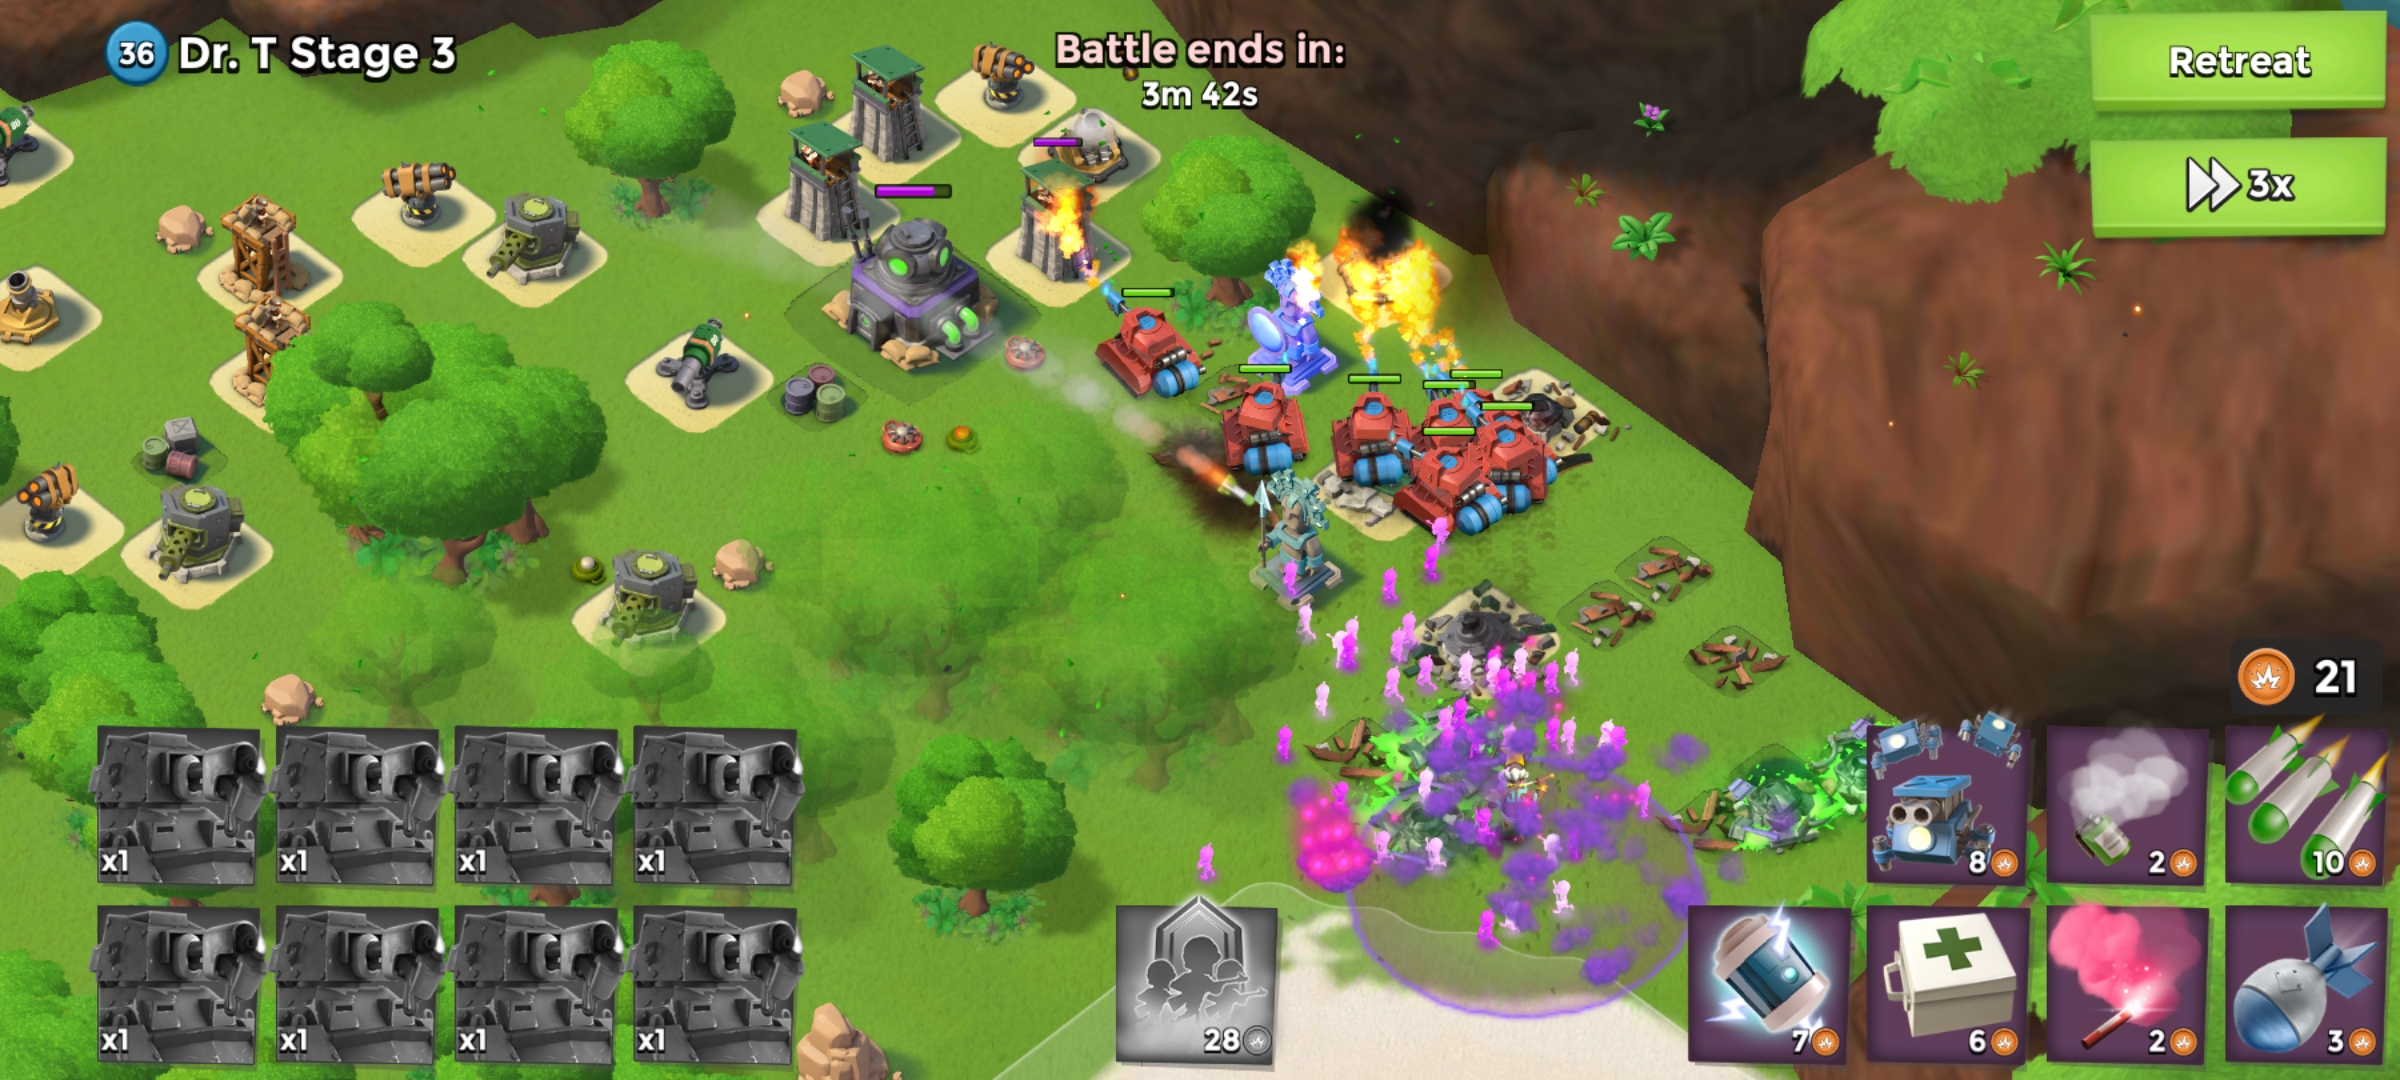 36 Dr. T Stage 3
Battle ends in:
3m 42s
Retreat
3x
21
8
2
10
x1
x1
x1
x1
x1
x1
x1
x1
28
7
6
2
3